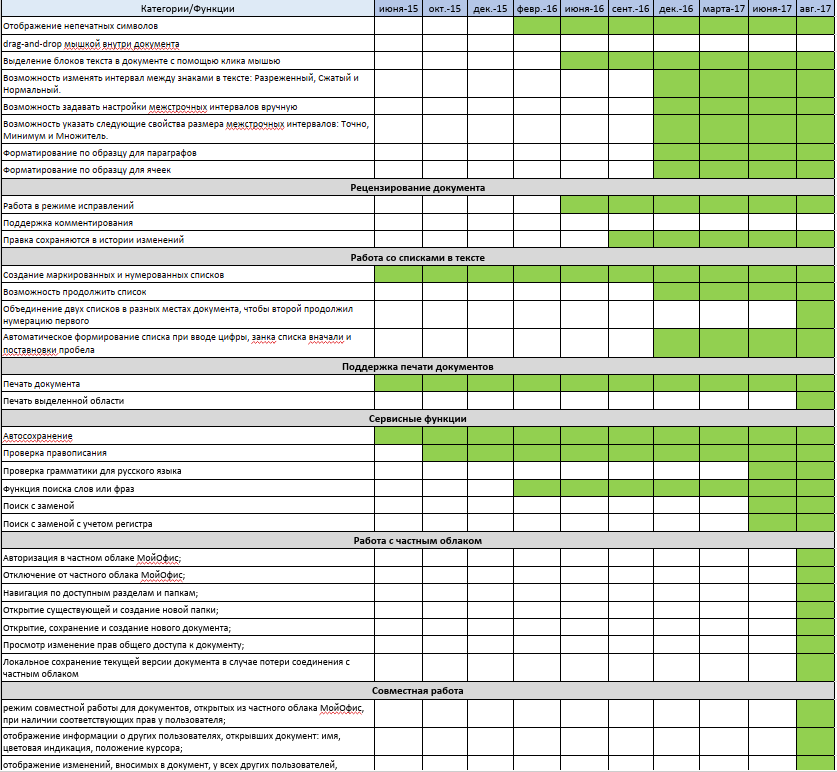 Категории/Функции июня-15 окт.-15 дек.-15 февр.-16 июня-16 сент.-16 дек.-16 марта-17 июня-17 авг.-17
Отображение непечатных символов
drag-and-drop мышкой внутри документа
Выделение блоков текста в документе с помощью клика мышью
Возможность изменять интервал между знаками в тексте: Разреженный, Сжатый и
Нормальный.
Возможность задавать настройки межстрочных интервалов вручную
Возможность указать следующие свойства размера межстрочных интервалов: Точно,
Минимум и Множитель.
Форматирование по образцу для параграфов
Форматирование по образцу для ячеек
Рецензирование документа
Работа в режиме исправлений
Поддержка комментирования
Правка сохраняются в истории изменений
Работа со списками в тексте
Создание маркированных и нумерованных списков
Возможность продолжить список
Объединение двух списков в разных местах документа, чтобы второй продолжил
нумерацию первого
Автоматическое формирование списка при вводе цифры, занка списка вначали и
поставновки пробела
Поддержка печати документов
Печать документа
Печать выделенной области
Сервисные функции
Автосохранение
Проверка правописания
Проверка грамматики для русского языка
Функция поиска слов или фраз
Поиск с заменой
Поиск с заменой с учетом регистра
Работа с частным облаком
Авторизация в частном облаке МойОфис;
Отключение от частного облака МойОфис;
Навигация по доступным разделам и папкам;
Открытие существующей и создание новой папки;
Открытие, сохранение и создание нового документа;
Просмотр изменение прав общего доступа к документу;
Локальное сохранение текущей версии документа в случае потери соединения с
частным облаком
Совместная работа
режим совместной работы для документов, открытых из частного облака МойОфис,
при наличии соответствующих прав у пользователя;
отображение информации о других пользователях, открывших документ: имя,
цветовая индикация, положение курсора;
отображение изменений, вносимых в документ, у всех других пользователей,